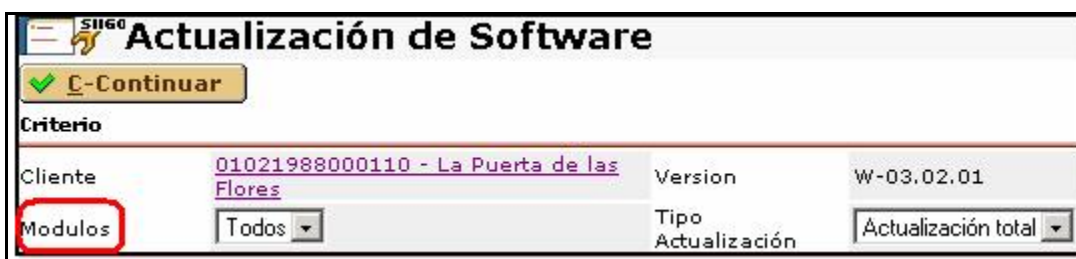 SIIGO
Actualización de Software
C-Continuar
Criterio
Cliente 01021988000110 - La Puerta de las Flores Version W-03.02.01
Modulos Todos Tipo Actualización Actualización total